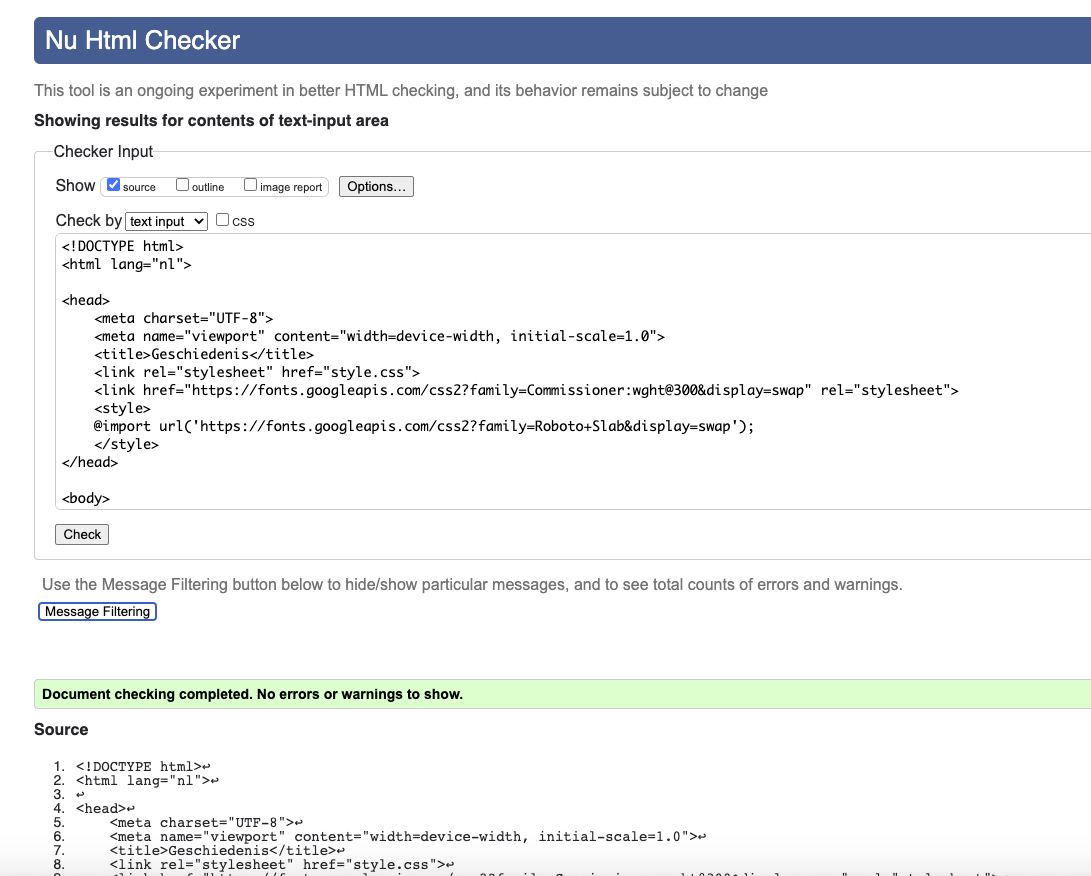 Nu Html Checker
This tool is an ongoing experiment in better HTML checking, and its behavior remains subject to change
Showing results for contents of text-input area
Checker Input
Show source outline image report Options...
Check by text input CSS
<!DOCTYPE html>
<html lang="nl">
<head>
<meta charset="UTF-8">
<meta name="viewport" content="width=device-width, initial-scale=1.0">
<title>Geschiedenis</title>
<link rel="stylesheet" href="style.css">
<link href="https://fonts.googleapis.com/css2?family=Commissioner:wght@300&display=swap" rel="stylesheet">
<style>
@import url('https://fonts.googleapis.com/css2?family=Roboto+Slab&display=swap');
</style>
</head>
<body>
Check
Use the Message Filtering button below to hide/show particular messages, and to see total counts of errors and warnings.
Message Filtering
Document checking completed. No errors or warnings to show.
Source
1. <!DOCTYPE html>↩
2. <html lang="nl">↩
3. ↩
4. <head>↩
5. <meta charset="UTF-8">↩
6. <meta name="viewport" content="width=device-width, initial-scale=1.0">↩
7. <title>Geschiedenis</title>↩
8. <link rel="stylesheet" href="style.css">↩